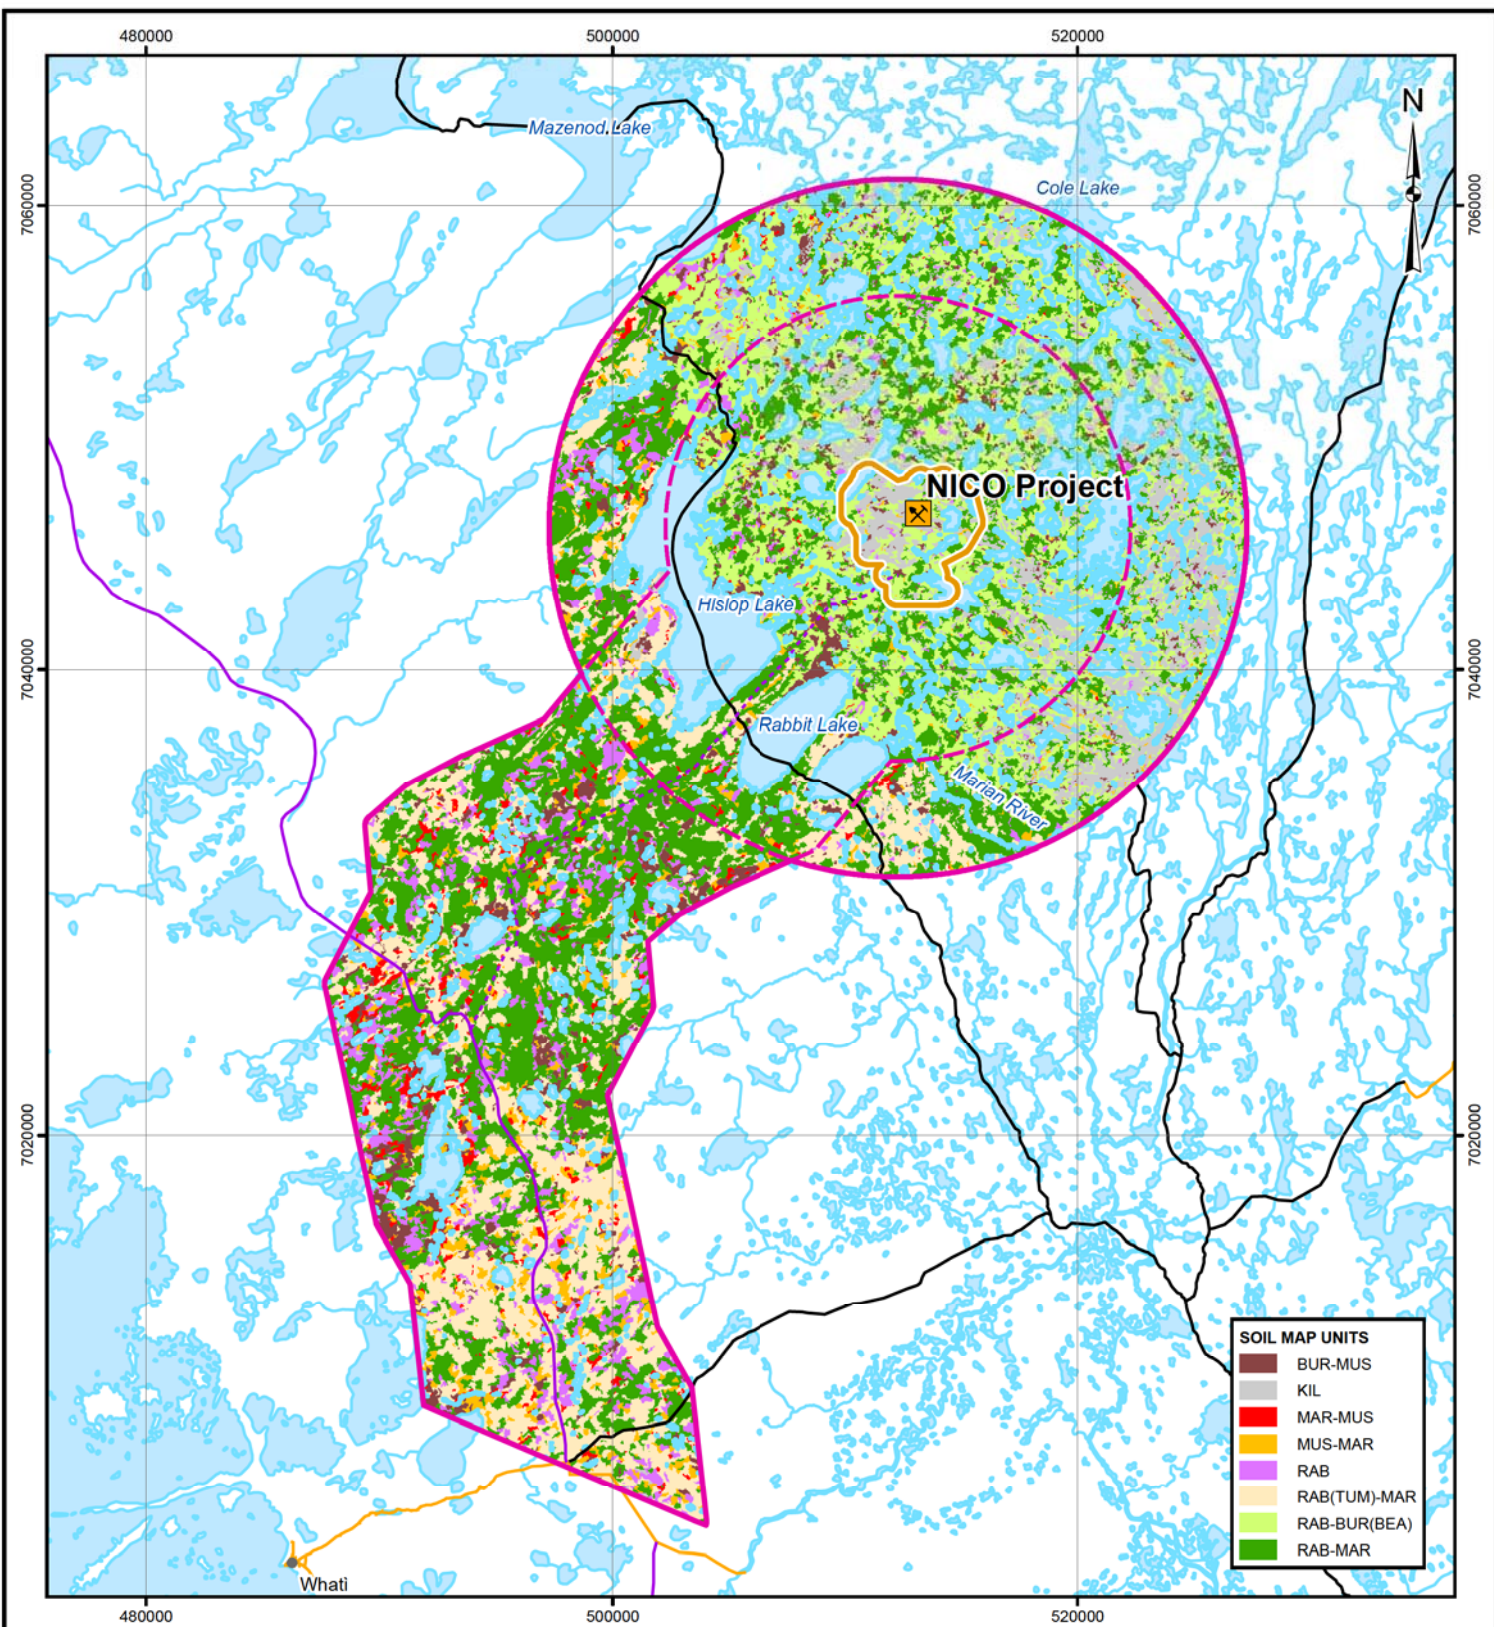 480000
500000
520000
N
Mazenod Lake
Cole Lake
7060000
7060000
NICO Project
Hislop Lake
7040000
7040000
Rabbit Lake
Marian River
7020000
7020000
SOIL MAP UNITS
BUR-MUS
KIL
MAR-MUS
MUS-MAR
RAB
RAB(TUM)-MAR
RAB-BUR(BEA)
RAB-MAR
Whatì
480000
500000
520000